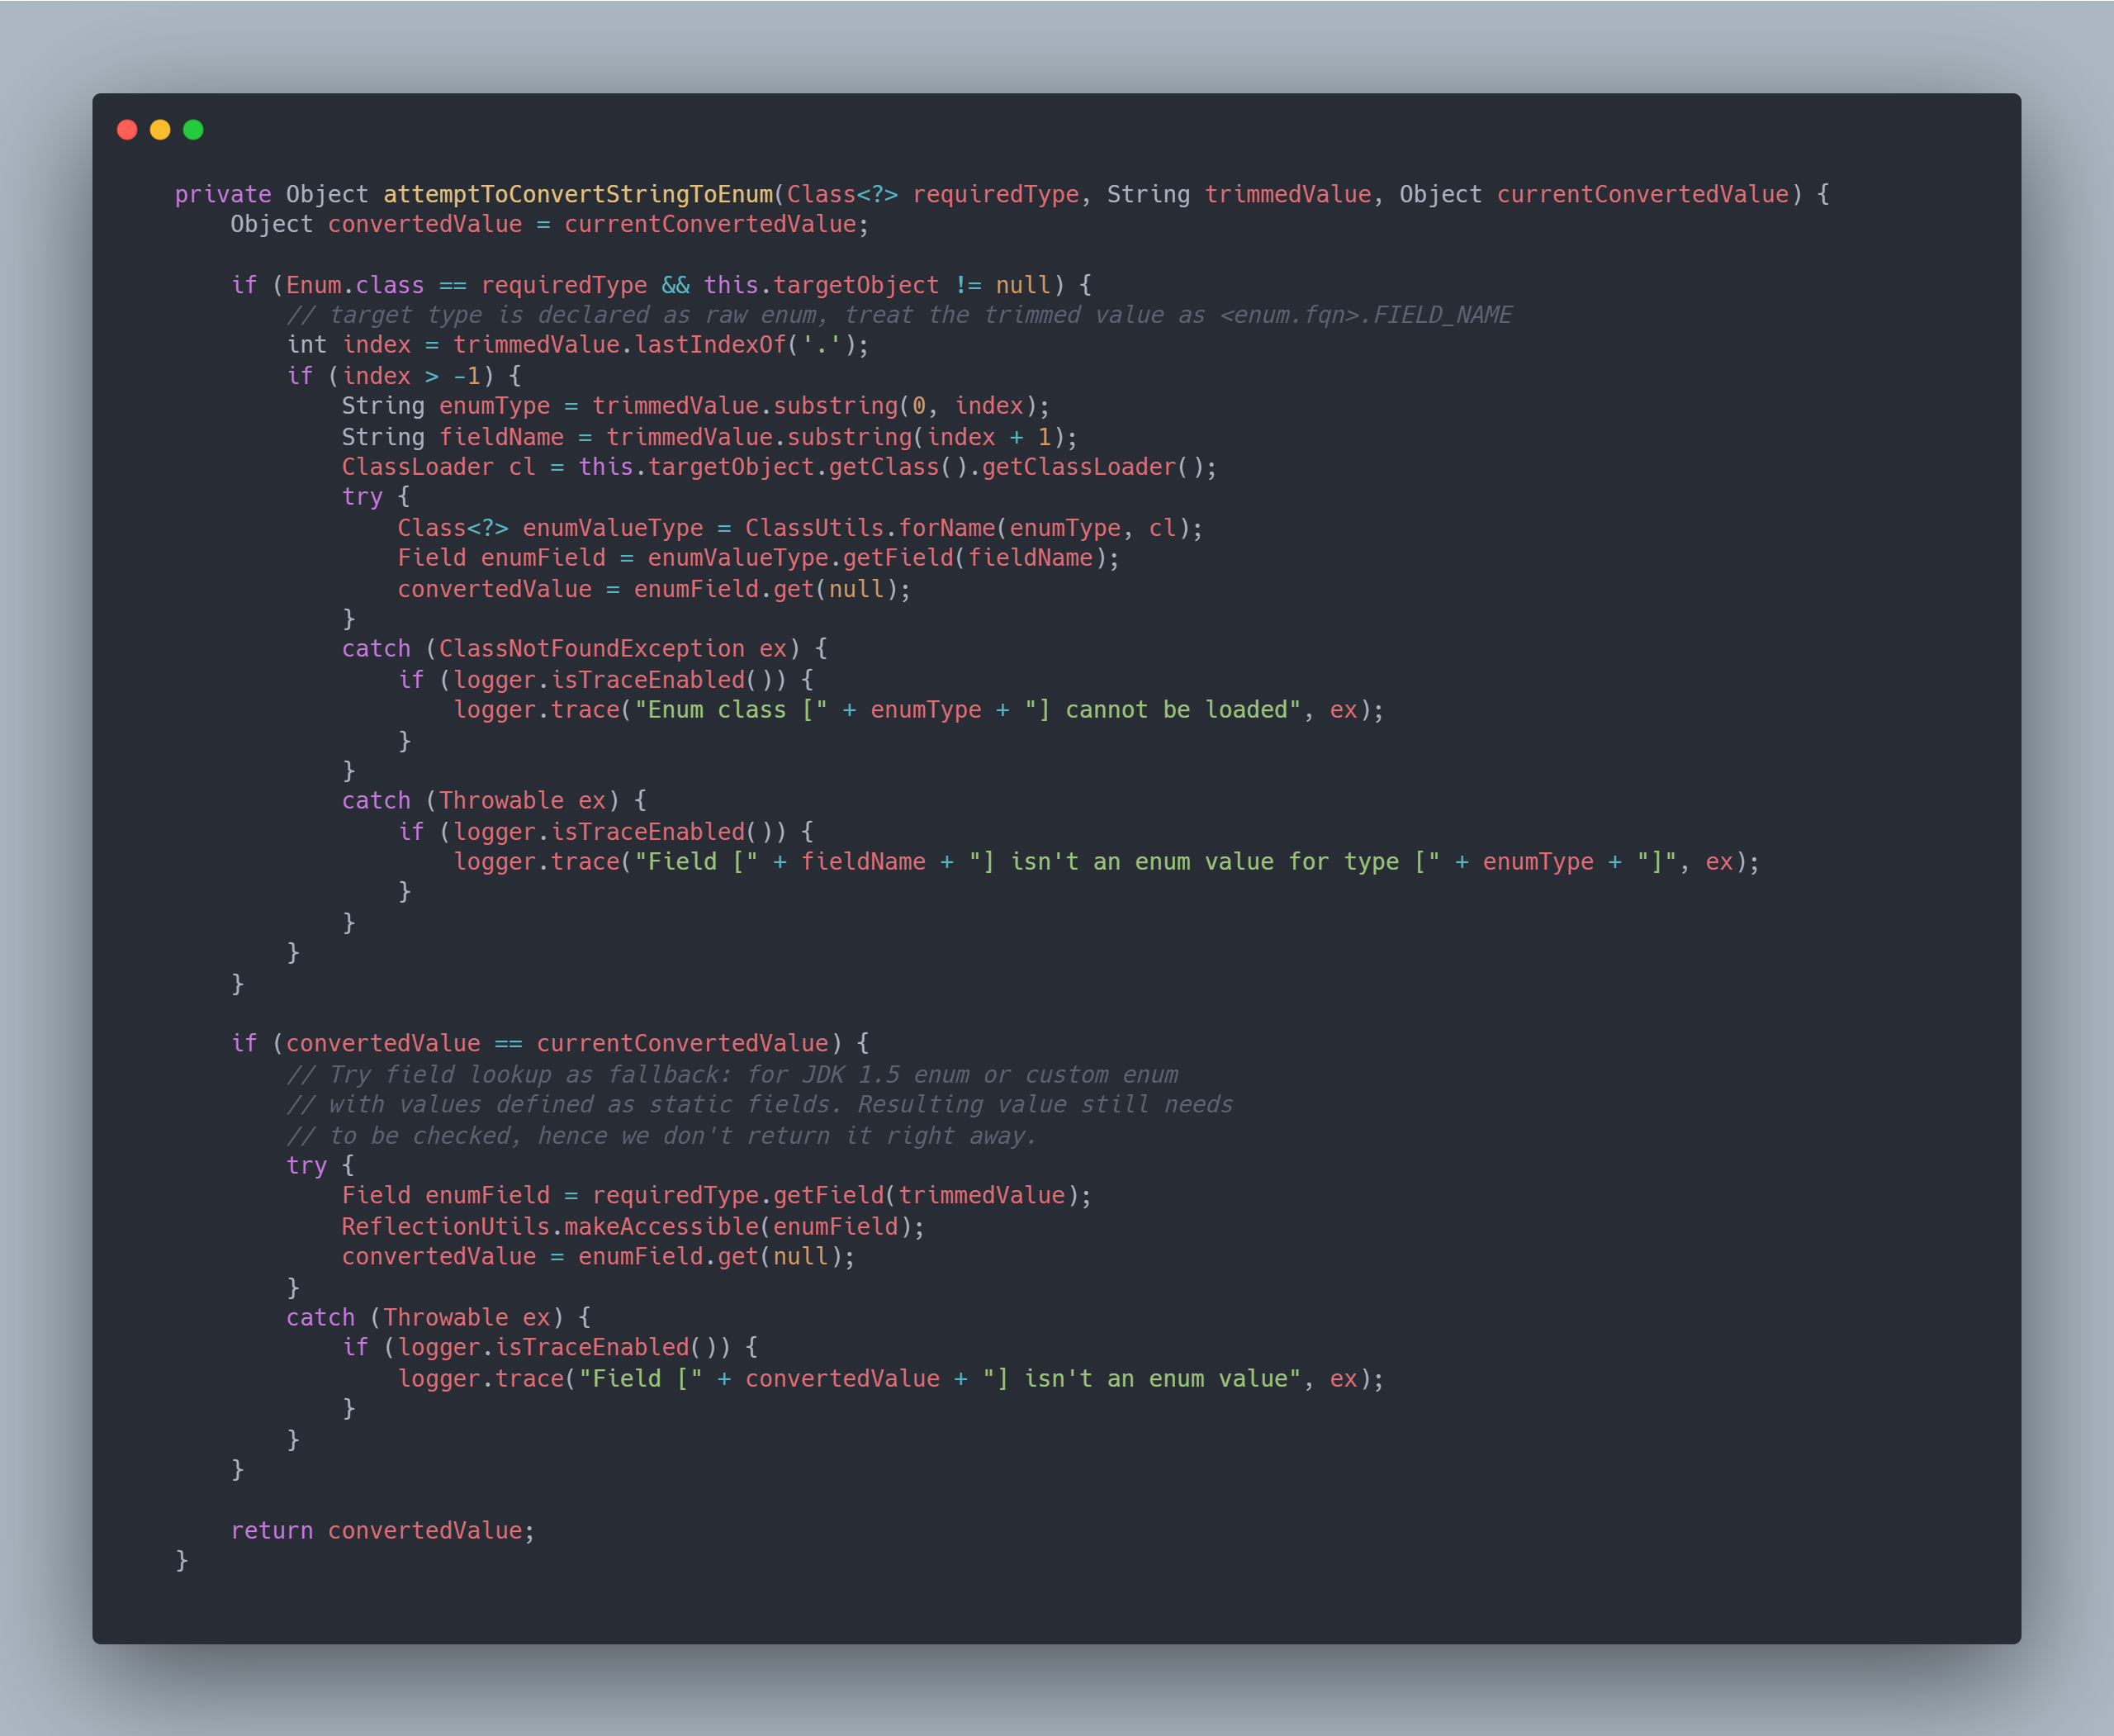 private Object attemptToConvertStringToEnum(Class<?> requiredType, String trimmedValue, Object currentConvertedValue) {
    Object convertedValue = currentConvertedValue;

    if (Enum.class == requiredType && this.targetObject != null) {
        // target type is declared as raw enum, treat the trimmed value as <enum.fqn>.FIELD_NAME
        int index = trimmedValue.lastIndexOf('.');
        if (index > -1) {
            String enumType = trimmedValue.substring(0, index);
            String fieldName = trimmedValue.substring(index + 1);
            ClassLoader cl = this.targetObject.getClass().getClassLoader();
            try {
                Class<?> enumValueType = ClassUtils.forName(enumType, cl);
                Field enumField = enumValueType.getField(fieldName);
                convertedValue = enumField.get(null);
            }
            catch (ClassNotFoundException ex) {
                if (logger.isTraceEnabled()) {
                    logger.trace("Enum class [" + enumType + "] cannot be loaded", ex);
                }
            }
            catch (Throwable ex) {
                if (logger.isTraceEnabled()) {
                    logger.trace("Field [" + fieldName + "] isn't an enum value for type [" + enumType + "]", ex);
                }
            }
        }
    }

    if (convertedValue == currentConvertedValue) {
        // Try field lookup as fallback: for JDK 1.5 enum or custom enum
        // with values defined as static fields. Resulting value still needs
        // to be checked, hence we don't return it right away.
        try {
            Field enumField = requiredType.getField(trimmedValue);
            ReflectionUtils.makeAccessible(enumField);
            convertedValue = enumField.get(null);
        }
        catch (Throwable ex) {
            if (logger.isTraceEnabled()) {
                logger.trace("Field [" + convertedValue + "] isn't an enum value", ex);
            }
        }
    }

    return convertedValue;
}